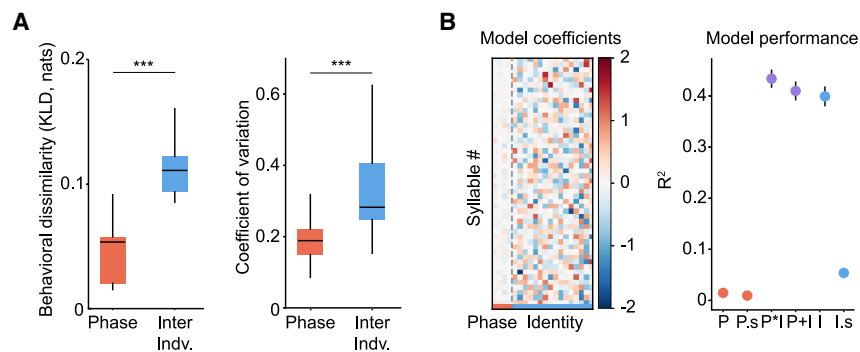 A
Behavioral dissimilarity (KLD, nats)
0.2
0.1
0
***
Phase
Inter
Indv.
Coefficient of variation
0.6
0.4
0.2
0
***
Phase
Inter
Indv.
B
Model coefficients
Syllable #
Phase
Identity
2
1
0
-1
-2
Model performance
R²
0.4
0.3
0.2
0.1
0
P P.s P*I P+I I I.s